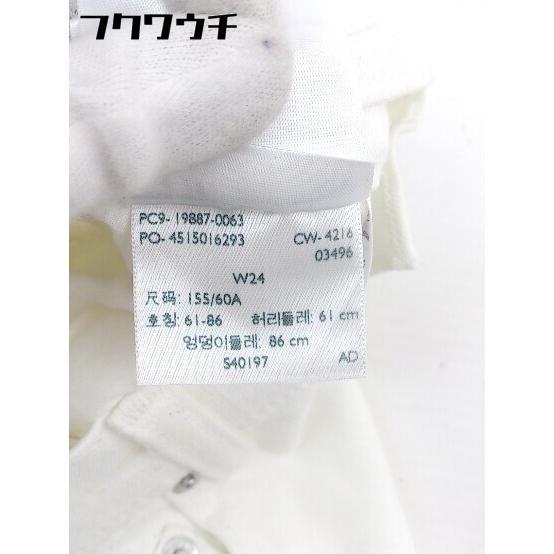 フクワウチ
PC9- 19887-0063
PO- 4515016293 CW- 4216
03496
W24
尺码: 155/60A
호칭: 61-86 허리둘레: 61 cm
엉덩이둘레: 86 cm
S40197 AD